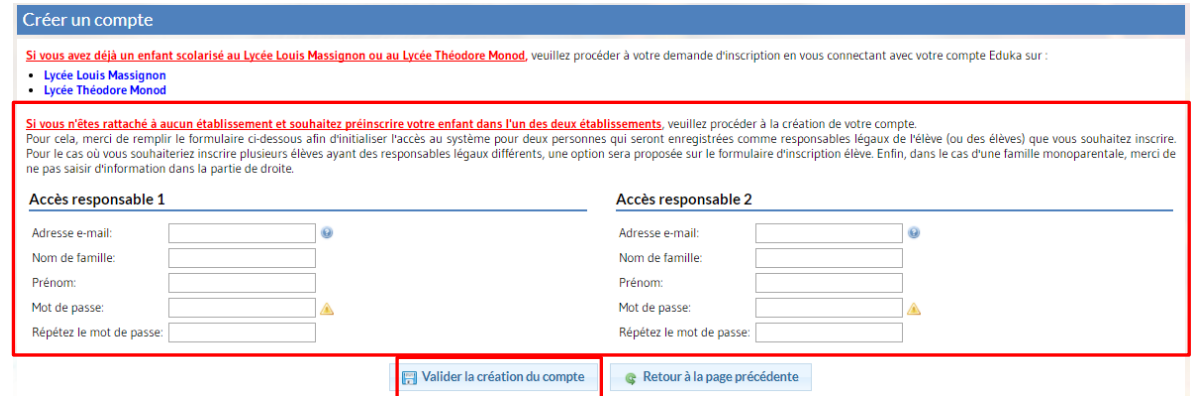 Créer un compte
Si vous avez déjà un enfant scolarisé au Lycée Louis Massignon ou au Lycée Théodore Monod, veuillez procéder à votre demande d'inscription en vous connectant avec votre compte Eduka sur :
• Lycée Louis Massignon
• Lycée Théodore Monod
Si vous n'êtes rattaché à aucun établissement et souhaitez préinscrire votre enfant dans l'un des deux établissements, veuillez procéder à la création de votre compte.
Pour cela, merci de remplir le formulaire ci-dessous afin d'initialiser l'accès au système pour deux personnes qui seront enregistrées comme responsables légaux de l'élève (ou des élèves) que vous souhaitez inscrire.
Pour le cas où vous souhaiteriez inscrire plusieurs élèves ayant des responsables légaux différents, une option sera proposée sur le formulaire d'inscription élève. Enfin, dans le cas d'une famille monoparentale, merci de
ne pas saisir d'information dans la partie de droite.
Accès responsable 1
Adresse e-mail:
Nom de famille:
Prénom:
Mot de passe:
Répétez le mot de passe:
Accès responsable 2
Adresse e-mail:
Nom de famille:
Prénom:
Mot de passe:
Répétez le mot de passe:
Valider la création du compte
Retour à la page précédente